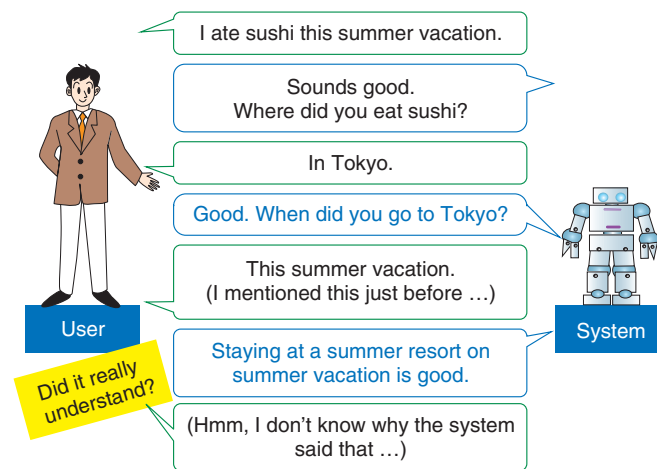 I ate sushi this summer vacation.
Sounds good.
Where did you eat sushi?
In Tokyo.
Good. When did you go to Tokyo?
This summer vacation.
(I mentioned this just before …)
User
System
Staying at a summer resort on
summer vacation is good.
Did it really
understand?
(Hmm, I don’t know why the
system
said that …)